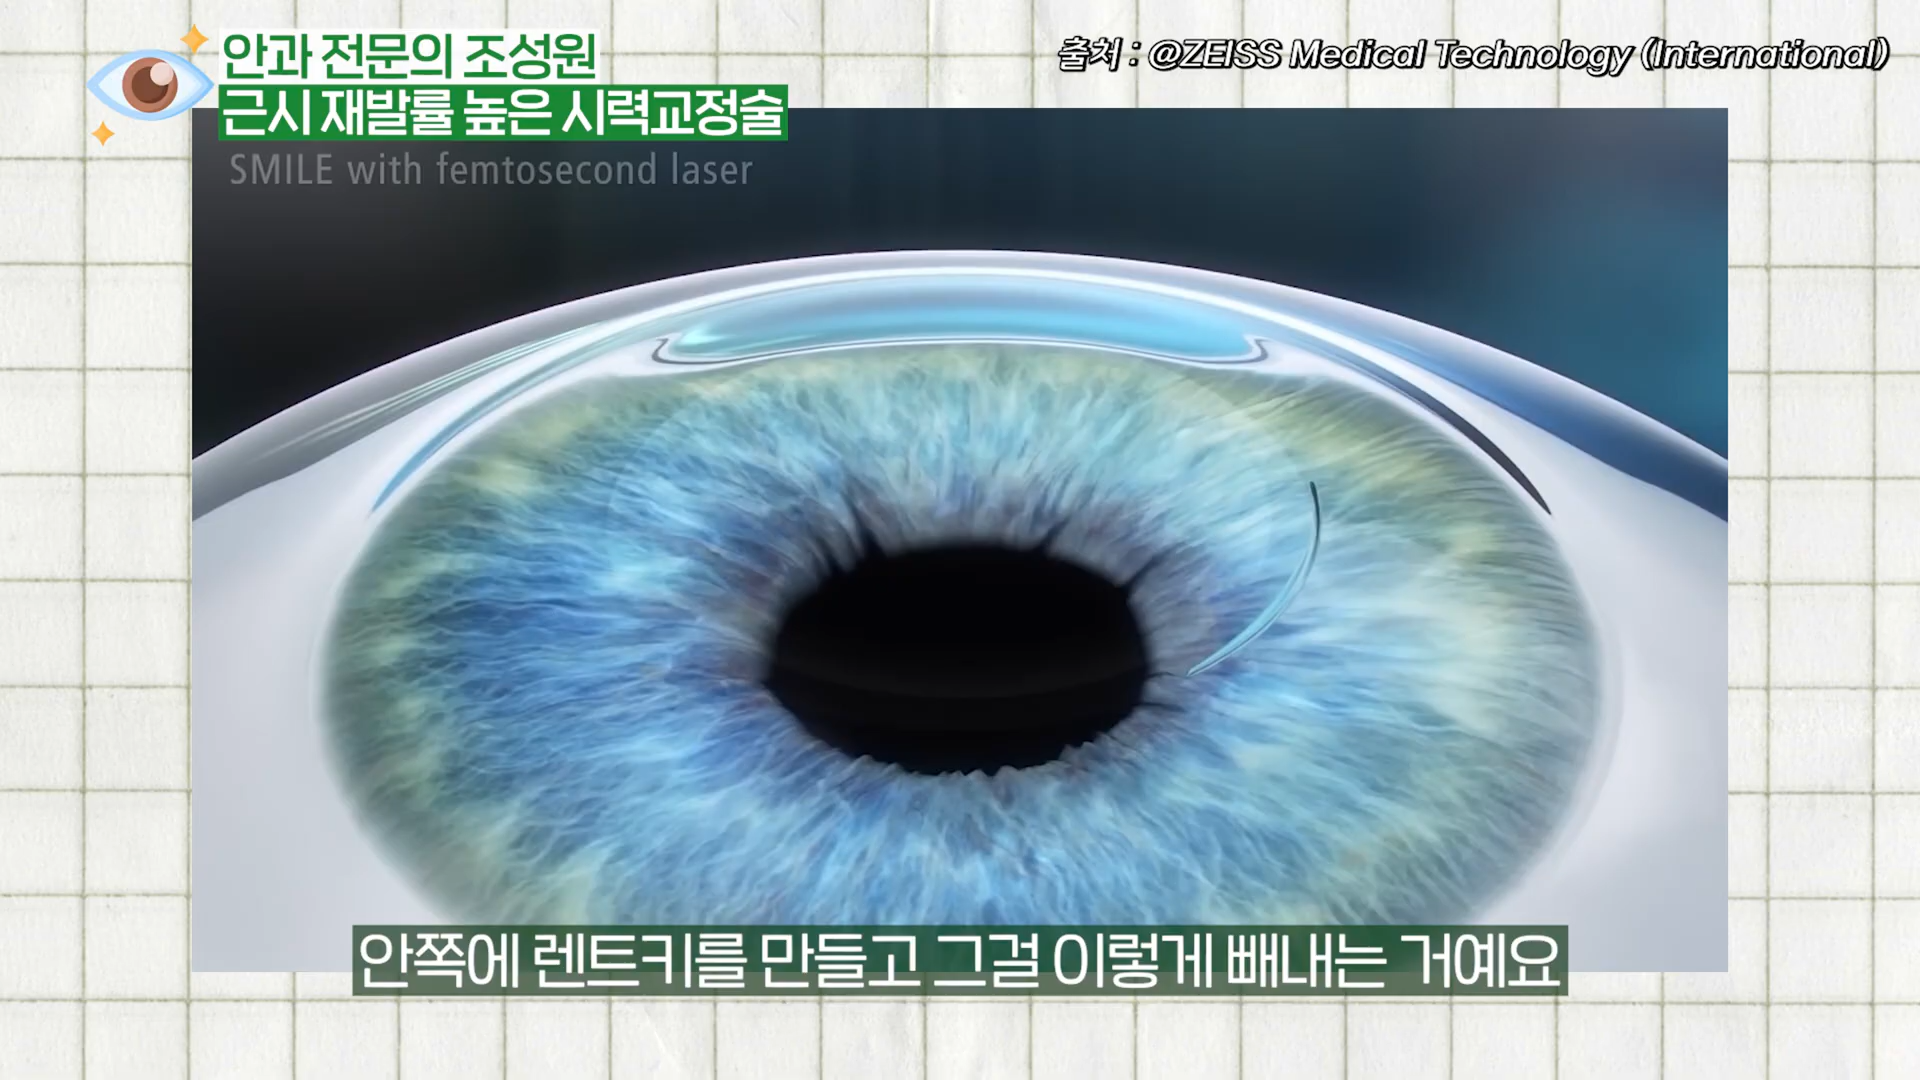 안과 전문의 조성원
근시 재발률 높은 시력교정술
출처 : @ZEISS Medical Technology (International)
SMILE with femtosecond laser
안쪽에 렌트키를 만들고 그걸 이렇게 빼내는 거예요